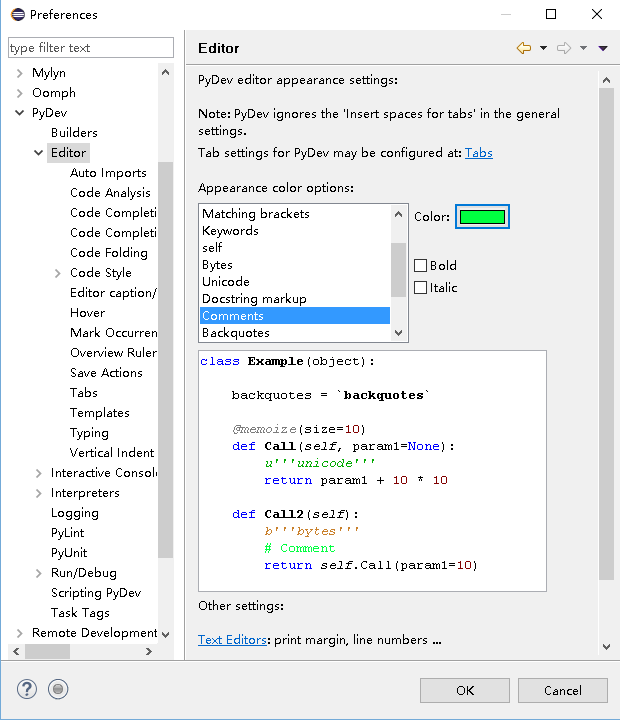 Preferences
type filter text
Mylyn
Oomph
PyDev
Builders
Editor
Auto Imports
Code Analysis
Code Completi
Code Completi
Code Folding
Code Style
Editor caption/
Hover
Mark Occurren
Overview Ruler
Save Actions
Tabs
Templates
Typing
Vertical Indent
Interactive Consol
Interpreters
Logging
PyLint
PyUnit
Run/Debug
Scripting PyDev
Task Tags
Remote Development
Editor
PyDev editor appearance settings:
Note: PyDev ignores the 'Insert spaces for tabs' in the general
settings.
Tab settings for PyDev may be configured at: Tabs
Appearance color options:
Matching brackets
Keywords
self
Bytes
Unicode
Docstring markup
Comments
Backquotes
Color:
Bold
Italic
class Example(object):
backquotes = `backquotes`
@memoize(size=10)
def Call(self, param1=None):
u'''unicode'''
return param1 + 10 * 10
def Call2(self):
b'''bytes'''
# Comment
return self.Call(param1=10)
Other settings:
Text Editors: print margin, line numbers ...
?
OK
Cancel